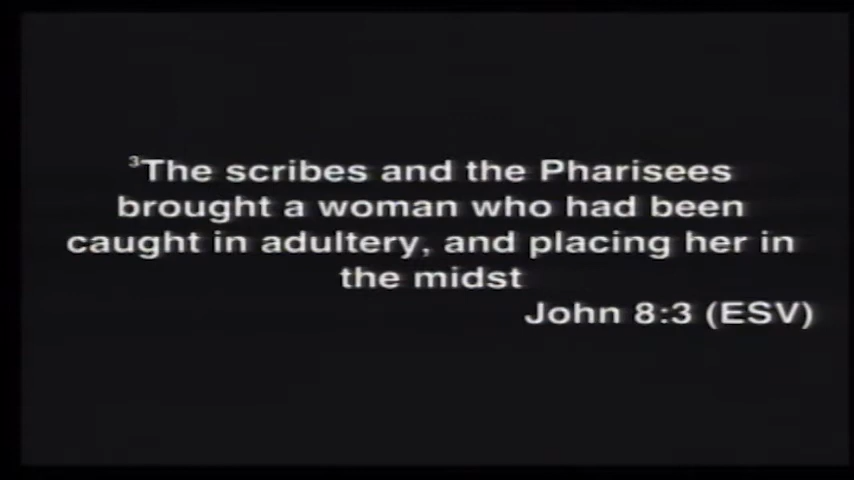 ³The scribes and the Pharisees
brought a woman who had been
caught in adultery, and placing her in
the midst
John 8:3 (ESV)